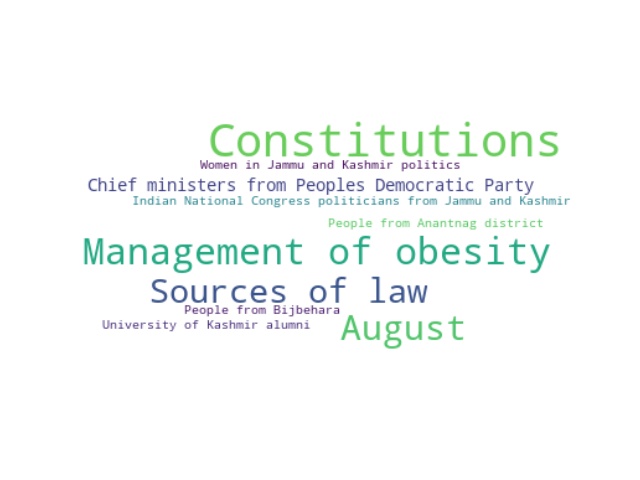 Constitutions
Women in Jammu and Kashmir politics
Chief ministers from Peoples Democratic Party
Indian National Congress politicians from Jammu and Kashmir
People from Anantnag district
Management of obesity
Sources of law
People from Bijbehara
University of Kashmir alumni
August